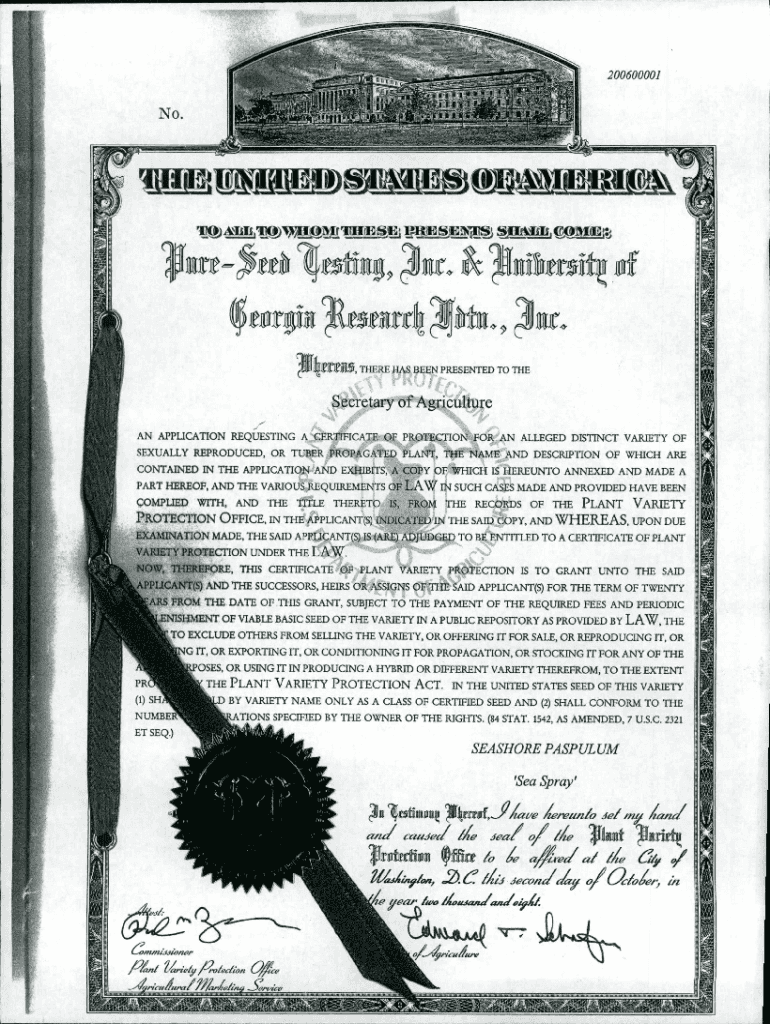 200600001
No.
THE UNITED STATES OF AMERICA
TO ALL TO WHOM THESE PRESENTS SHALL COME:
Pure-Seed Testing, Inc. & University of
Georgia Research Fdtn., Inc.
Whereas, THERE HAS BEEN PRESENTED TO THE
Secretary of Agriculture
AN APPLICATION REQUESTING A CERTIFICATE OF PROTECTION FOR AN ALLEGED DISTINCT VARIETY OF
SEXUALLY REPRODUCED, OR TUBER PROPAGATED PLANT, THE NAME AND DESCRIPTION OF WHICH ARE
CONTAINED IN THE APPLICATION AND EXHIBITS, A COPY OF WHICH IS HEREUNTO ANNEXED AND MADE A
PART HEREOF, AND THE VARIOUS REQUIREMENTS OF LAW IN SUCH CASES MADE AND PROVIDED HAVE BEEN
COMPLIED WITH, AND THE TITLE THERETO IS, FROM THE RECORDS OF THE PLANT VARIETY
PROTECTION OFFICE, IN THE APPLICANT(S) INDICATED IN THE SAID COPY, AND WHEREAS, UPON DUE
EXAMINATION MADE, THE SAID APPLICANT(S) IS (ARE) ADJUDGED TO BE ENTITLED TO A CERTIFICATE OF PLANT
VARIETY PROTECTION UNDER THE LAW.
NOW, THEREFORE, THIS CERTIFICATE OF PLANT VARIETY PROTECTION IS TO GRANT UNTO THE SAID
APPLICANT(S) AND THE SUCCESSORS, HEIRS OR ASSIGNS OF THE SAID APPLICANT(S) FOR THE TERM OF TWENTY
ARS FROM THE DATE OF THIS GRANT, SUBJECT TO THE PAYMENT OF THE REQUIRED FEES AND PERIODIC
LENISHMENT OF VIABLE BASIC SEED OF THE VARIETY IN A PUBLIC REPOSITORY AS PROVIDED BY LAW, THE
TO EXCLUDE OTHERS FROM SELLING THE VARIETY, OR OFFERING IT FOR SALE, OR REPRODUCING IT, OR
ING IT, OR EXPORTING IT, OR CONDITIONING IT FOR PROPAGATION, OR STOCKING IT FOR ANY OF THE
A RPOSES, OR USING IT IN PRODUCING A HYBRID OR DIFFERENT VARIETY THEREFROM, TO THE EXTENT
PRO Y THE PLANT VARIETY PROTECTION ACT. IN THE UNITED STATES SEED OF THIS VARIETY
(1) SHA LD BY VARIETY NAME ONLY AS A CLASS OF CERTIFIED SEED AND (2) SHALL CONFORM TO THE
NUMBER RATIONS SPECIFIED BY THE OWNER OF THE RIGHTS. (84 STAT. 1542, AS AMENDED, 7 U.S.C. 2321
ET SEQ.)
SEASHORE PASPULUM
'Sea Spray'
In Testimony Whereof, I have hereunto set my hand
and caused the seal of the Plant Variety
Protection Office to be affixed at the City of
Washington, D.C. this second day of October, in
the year two thousand and eight.
Attest:
Commissioner
Plant Variety Protection Office
Agricultural Marketing Service
Edward T. Schafer
of Agriculture